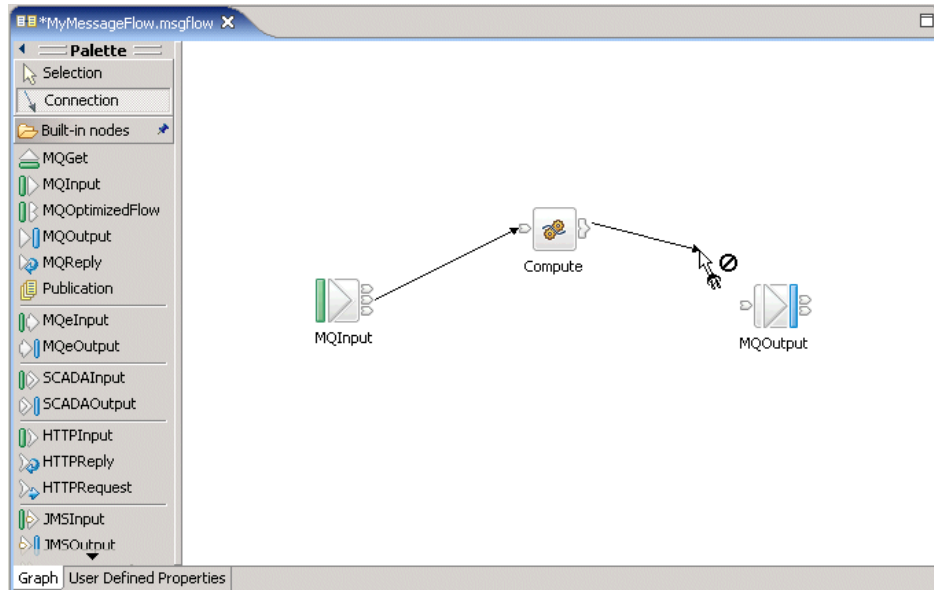 *MyMessageFlow.msgflow
Palette
Selection
Connection
Built-in nodes
MQGet
MQInput
MQOptimizedFlow
MQOutput
MQReply
Publication
MQeInput
MQeOutput
SCADAInput
SCADAOutput
HTTPInput
HTTPReply
HTTPRequest
JMSInput
JMSOutput
Compute
MQInput
MQOutput
Graph User Defined Properties